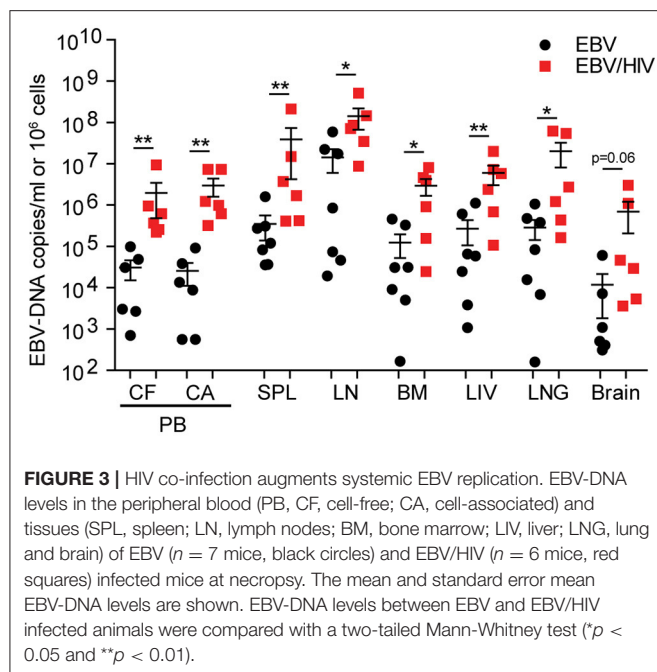 10^10
10^9
10^8
10^7
10^6
10^5
10^4
10^3
10^2
EBV-DNA copies/ml or 10^6 cells
EBV
EBV/HIV
** ** ** * * ** * p=0.06
CF CA SPL LN BM LIV LNG Brain
PB
FIGURE 3 | HIV co-infection augments systemic EBV replication. EBV-DNA
levels in the peripheral blood (PB, CF, cell-free; CA, cell-associated) and
tissues (SPL, spleen; LN, lymph nodes; BM, bone marrow; LIV, liver; LNG, lung
and brain) of EBV (n = 7 mice, black circles) and EBV/HIV (n = 6 mice, red
squares) infected mice at necropsy. The mean and standard error mean
EBV-DNA levels are shown. EBV-DNA levels between EBV and EBV/HIV
infected animals were compared with a two-tailed Mann-Whitney test (*p <
0.05 and **p < 0.01).